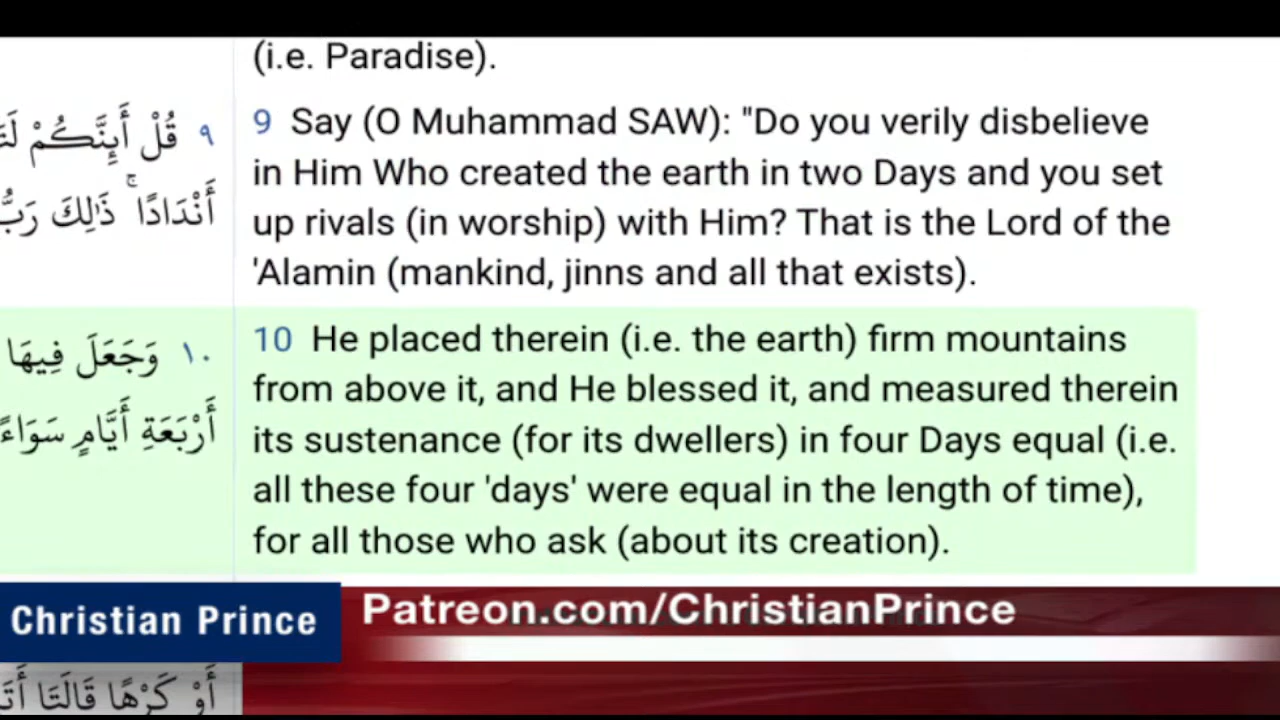 (i.e. Paradise).
٩ قُلْ أَئِنَّكُمْ
9 Say (O Muhammad SAW): "Do you verily disbelieve
in Him Who created the earth in two Days and you set
أَنْدَادًا ۚ ذَٰلِكَ رَبُّ
up rivals (in worship) with Him? That is the Lord of the
'Alamin (mankind, jinns and all that exists).
١٠ وَجَعَلَ فِيهَا
10 He placed therein (i.e. the earth) firm mountains
from above it, and He blessed it, and measured therein
أَرْبَعَةِ أَيَّامٍ سَوَاءً
its sustenance (for its dwellers) in four Days equal (i.e.
all these four 'days' were equal in the length of time),
for all those who ask (about its creation).
Christian Prince
Patreon.com/ChristianPrince
أَوْ كَرْهًا قَالَتَا